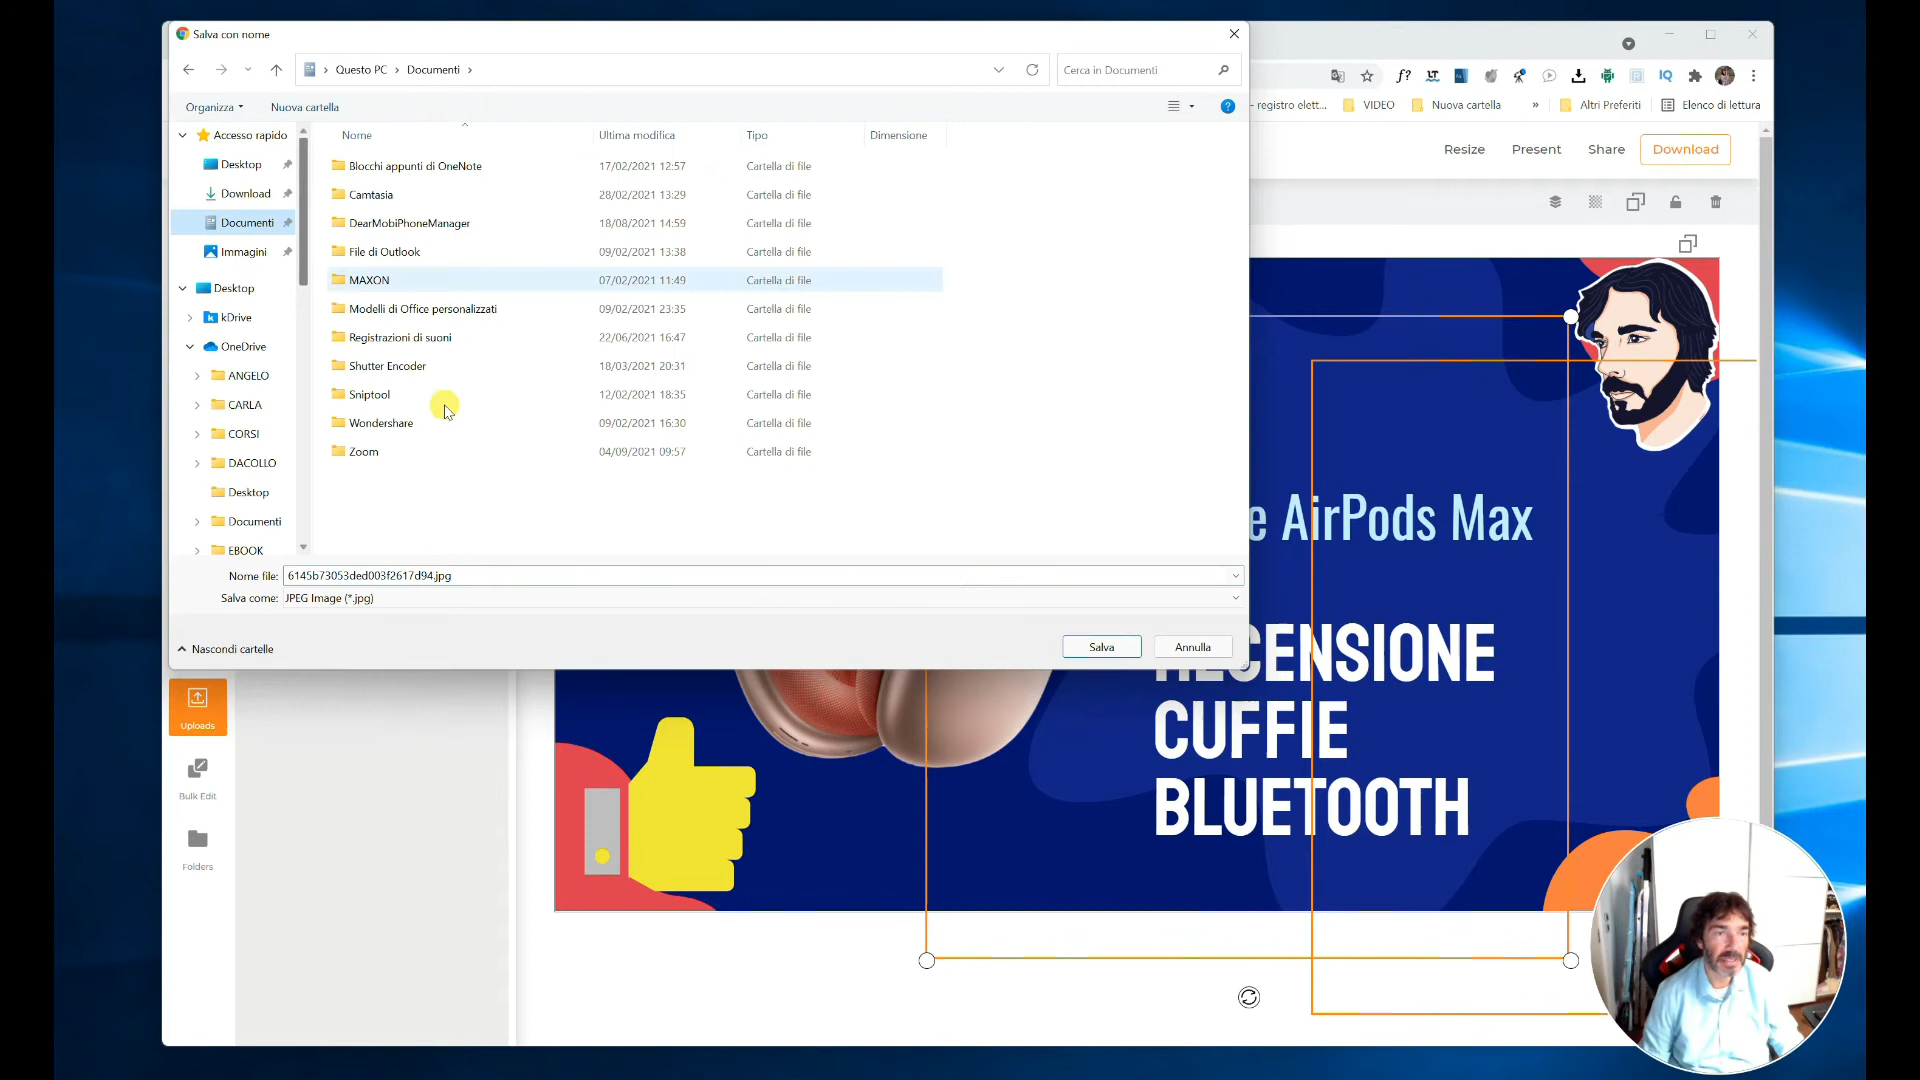 Salva con nome
Questo PC > Documenti >
Cerca in Documenti
Organizza
Nuova cartella
Accesso rapido
Desktop
Download
Documenti
Immagini
Desktop
kDrive
OneDrive
ANGELO
CARLA
CORSI
DACOLLO
Desktop
Documenti
EBOOK
Nome Ultima modifica Tipo Dimensione
Blocchi appunti di OneNote 17/02/2021 12:57 Cartella di file
Camtasia 28/02/2021 13:29 Cartella di file
DearMobiPhoneManager 18/08/2021 14:59 Cartella di file
File di Outlook 09/02/2021 13:38 Cartella di file
MAXON 07/02/2021 11:49 Cartella di file
Modelli di Office personalizzati 09/02/2021 23:35 Cartella di file
Registrazioni di suoni 22/06/2021 16:47 Cartella di file
Shutter Encoder 18/03/2021 20:31 Cartella di file
Sniptool 12/02/2021 18:35 Cartella di file
Wondershare 09/02/2021 16:30 Cartella di file
Zoom 04/09/2021 09:57 Cartella di file
Nome file: 6145b73053ded003f2617d94.jpg
Salva come: JPEG Image (*.jpg)
Nascondi cartelle
Salva
Annulla
f?
LT
IQ
- registro elett...
VIDEO
Nuova cartella
»
Altri Preferiti
Elenco di lettura
Resize
Present
Share
Download
e AirPods Max
RECENSIONE
CUFFIE
BLUETOOTH
Uploads
Bulk Edit
Folders